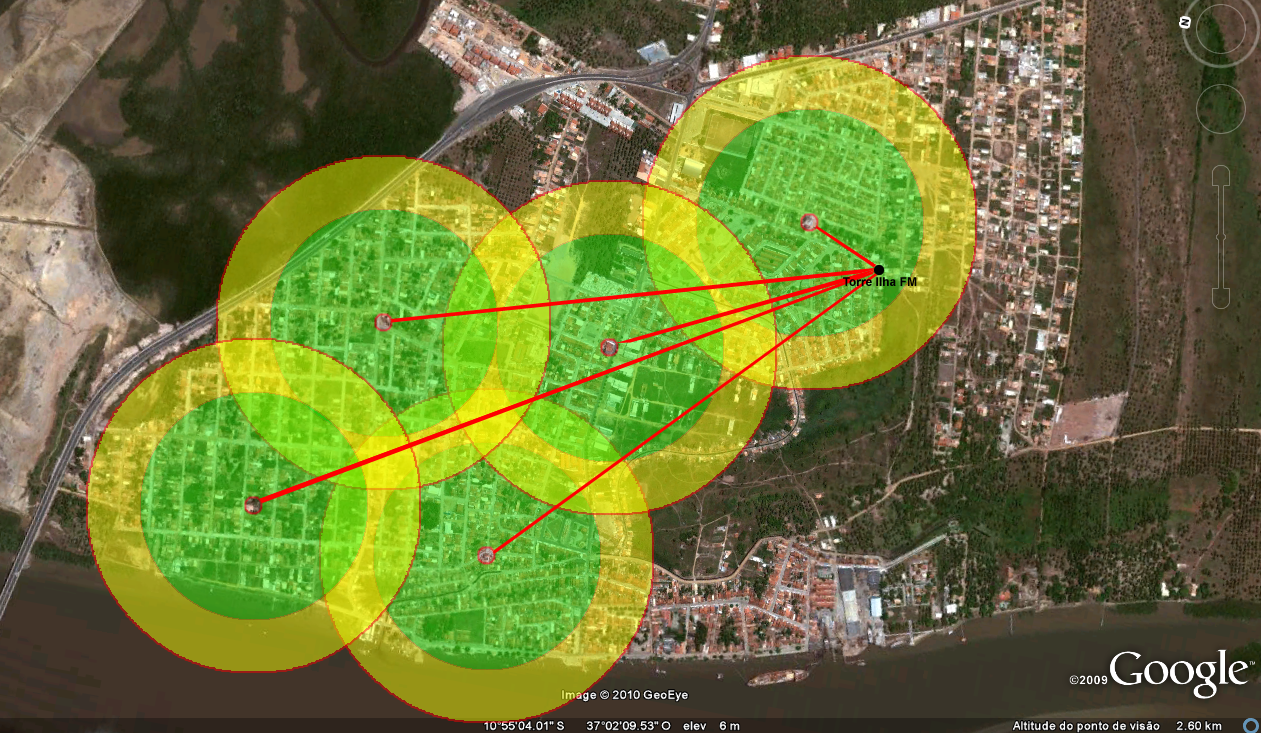 N
Torre Ilha FM
©2009 Google™
Image © 2010 GeoEye
10°55'04.01" S 37°02'09.53" O elev 6 m
Altitude do ponto de visão 2.60 km